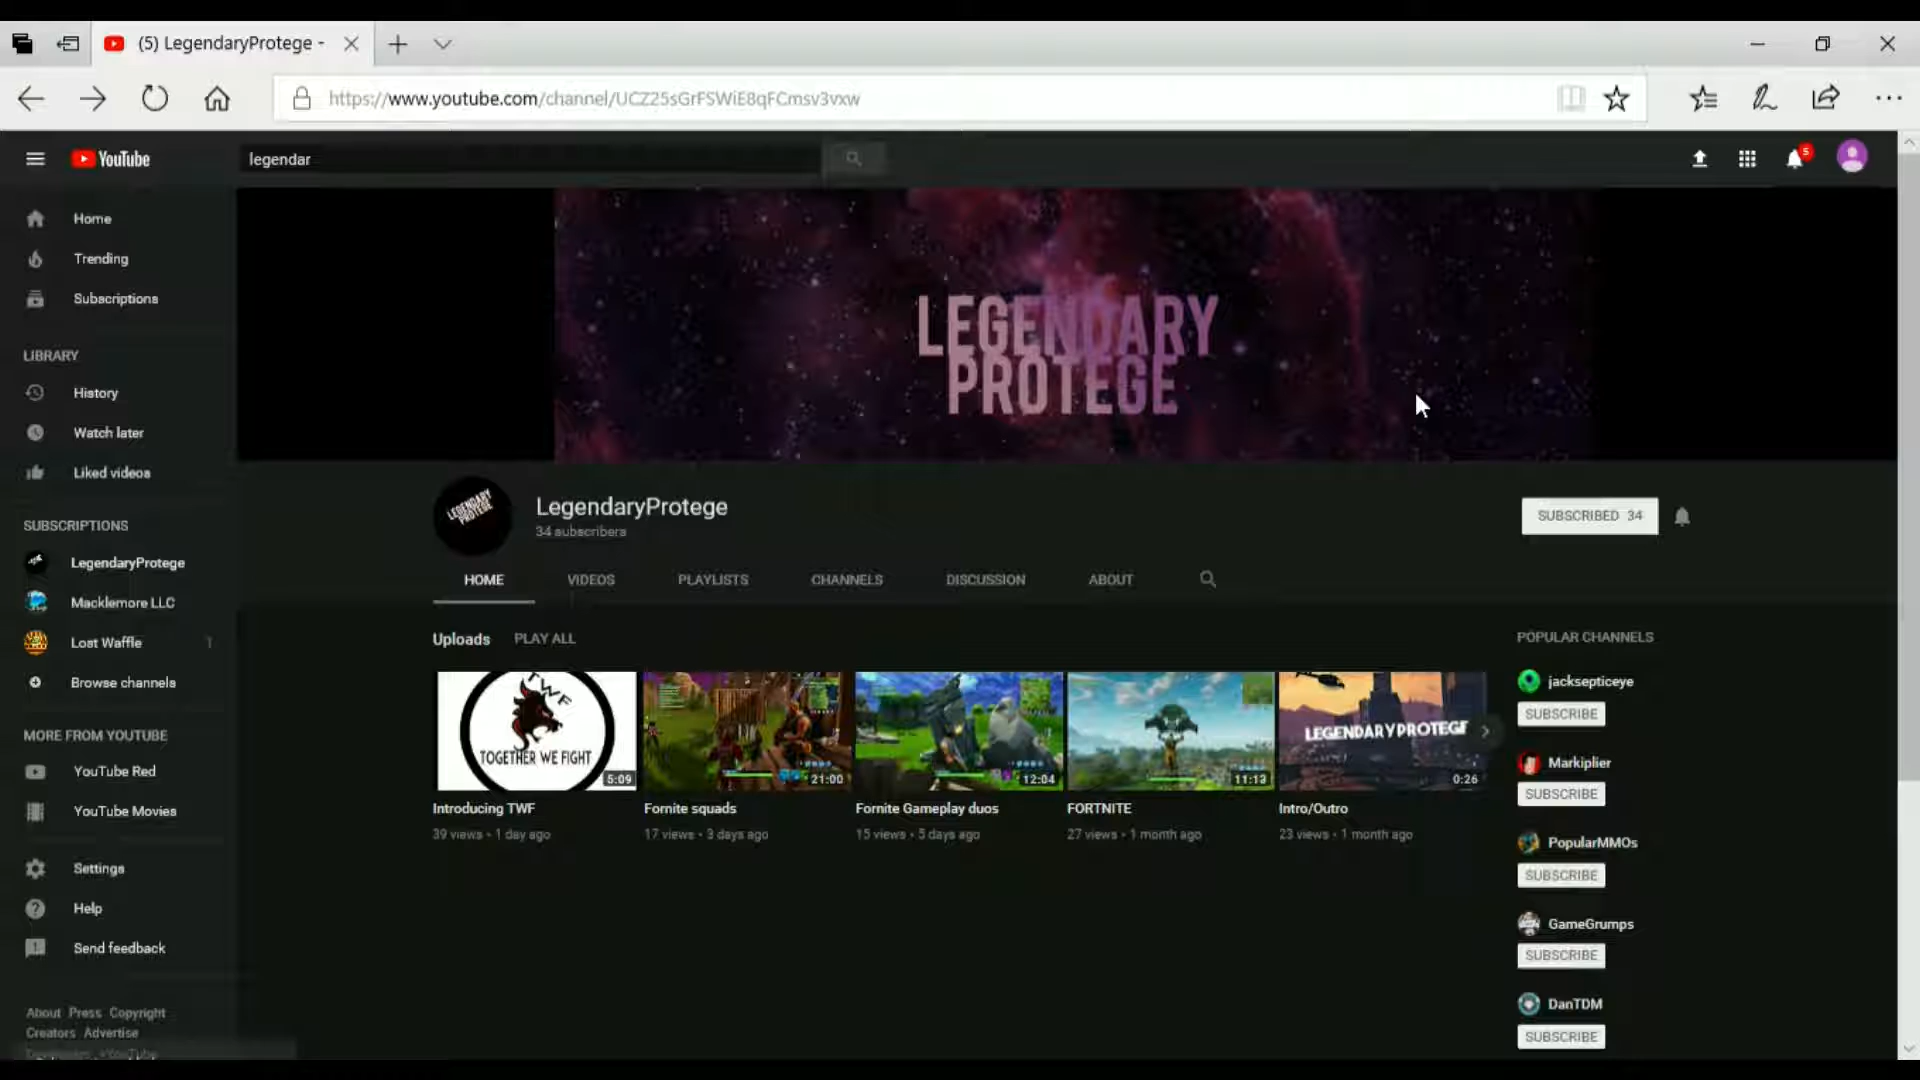 (5) LegendaryProtege -
https://www.youtube.com/channel/UCZ25sGrFSWiE8qFCmsv3vxw
YouTube
legendar
5
Home
Trending
Subscriptions
LIBRARY
History
Watch later
Liked videos
SUBSCRIPTIONS
LegendaryProtege
Macklemore LLC
Lost Waffle 1
Browse channels
MORE FROM YOUTUBE
YouTube Red
YouTube Movies
Settings
Help
Send feedback
About Press Copyright
Creators Advertise
LEGENDARY
PROTEGE
LEGENDARY
PROTEGE
LegendaryProtege
34 subscribers
SUBSCRIBED 34
HOME VIDEOS PLAYLISTS CHANNELS DISCUSSION ABOUT
Uploads PLAY ALL
TWF
TOGETHER WE FIGHT
5:09
Introducing TWF
39 views • 1 day ago
21:00
Fornite squads
17 views • 3 days ago
12:04
Fornite Gameplay duos
15 views • 5 days ago
11:13
FORTNITE
27 views • 1 month ago
LEGENDARYPROTEGE
0:26
Intro/Outro
23 views • 1 month ago
POPULAR CHANNELS
jacksepticeye
SUBSCRIBE
Markiplier
SUBSCRIBE
PopularMMOs
SUBSCRIBE
GameGrumps
SUBSCRIBE
DanTDM
SUBSCRIBE